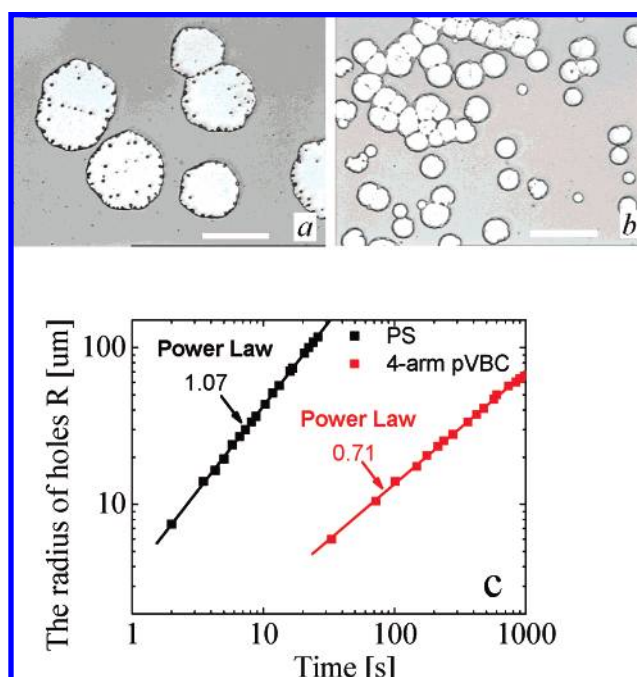 a
b
The radius of holes R [um]
100
10
Power Law
1.07
PS
4-arm pVBC
Power Law
0.71
c
1
10
100
1000
Time [s]